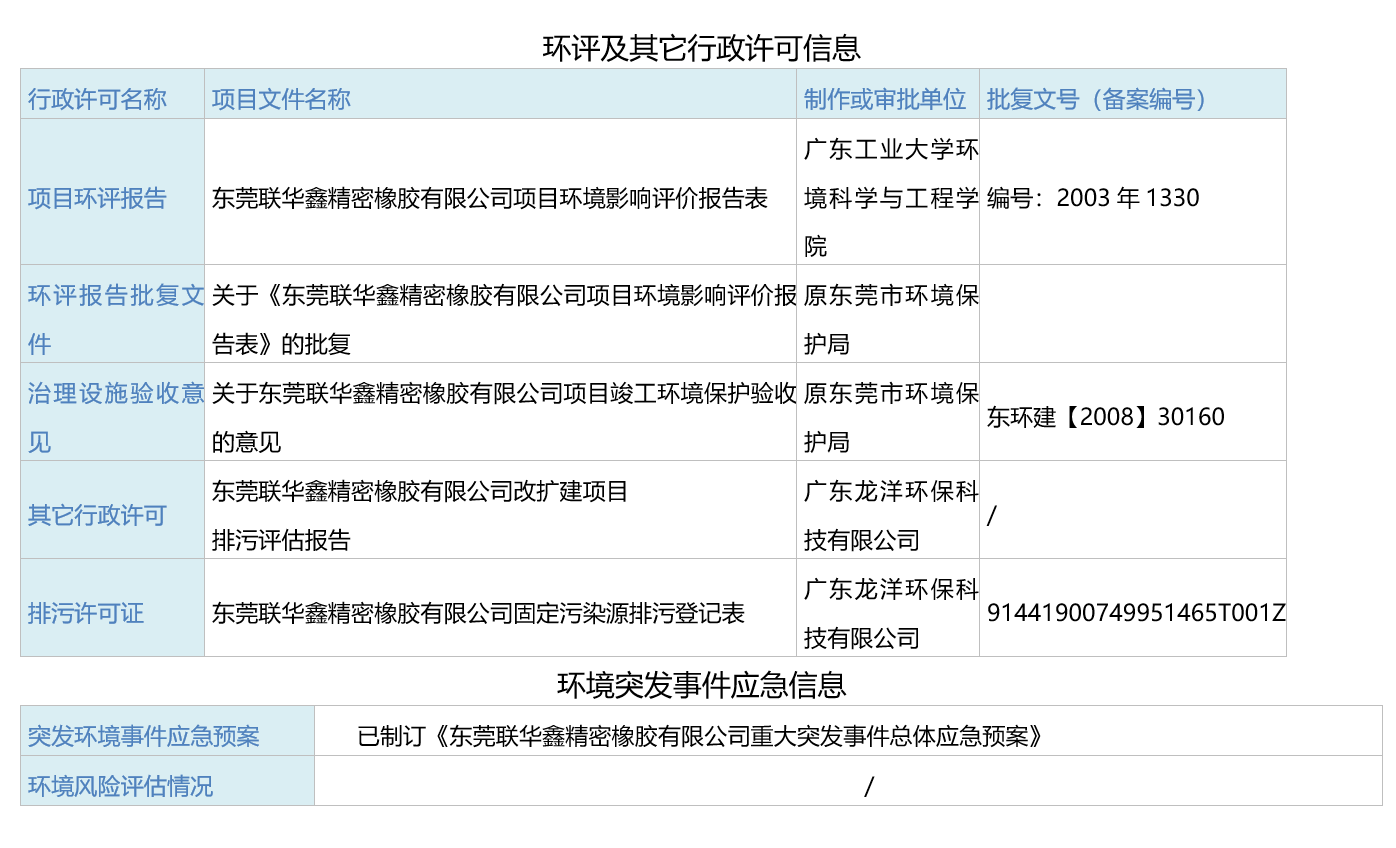 环评及其它行政许可信息
行政许可名称 项目文件名称 制作或审批单位 批复文号（备案编号）
项目环评报告 东莞联华鑫精密橡胶有限公司项目环境影响评价报告表 广东工业大学环
境科学与工程学
院 编号：2003 年 1330
环评报告批复文
件 关于《东莞联华鑫精密橡胶有限公司项目环境影响评价报
告表》的批复 原东莞市环境保
护局
治理设施验收意
见 关于东莞联华鑫精密橡胶有限公司项目竣工环境保护验收
的意见 原东莞市环境保
护局 东环建【2008】30160
其它行政许可 东莞联华鑫精密橡胶有限公司改扩建项目
排污评估报告 广东龙洋环保科
技有限公司 /
排污许可证 东莞联华鑫精密橡胶有限公司固定污染源排污登记表 广东龙洋环保科
技有限公司 91441900749951465T001Z
环境突发事件应急信息
突发环境事件应急预案 已制订《东莞联华鑫精密橡胶有限公司重大突发事件总体应急预案》
环境风险评估情况 /